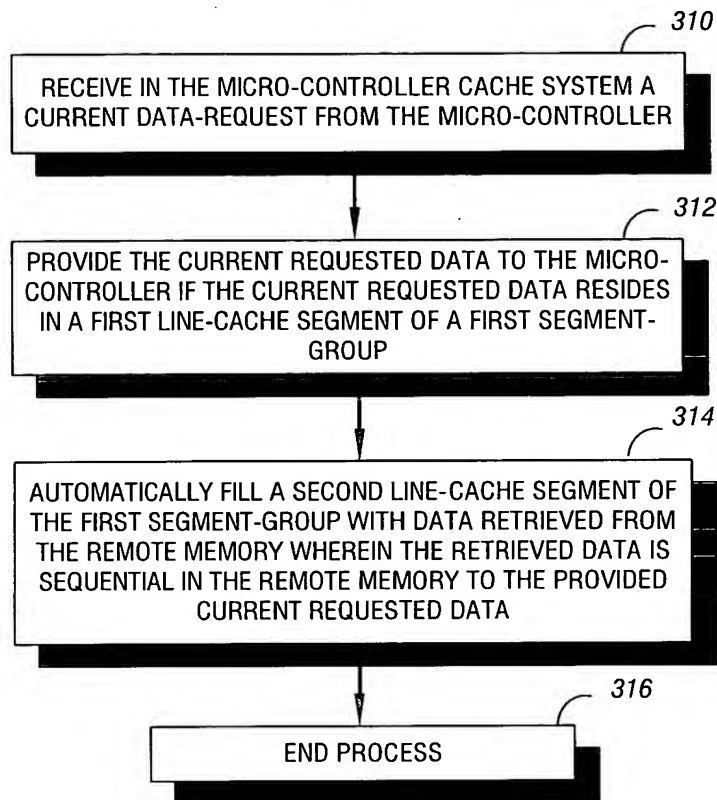 310
RECEIVE IN THE MICRO-CONTROLLER CACHE SYSTEM A
CURRENT DATA-REQUEST FROM THE MICRO-CONTROLLER
312
PROVIDE THE CURRENT REQUESTED DATA TO THE MICRO-
CONTROLLER IF THE CURRENT REQUESTED DATA RESIDES
IN A FIRST LINE-CACHE SEGMENT OF A FIRST SEGMENT-
GROUP
314
AUTOMATICALLY FILL A SECOND LINE-CACHE SEGMENT OF
THE FIRST SEGMENT-GROUP WITH DATA RETRIEVED FROM
THE REMOTE MEMORY WHEREIN THE RETRIEVED DATA IS
SEQUENTIAL IN THE REMOTE MEMORY TO THE PROVIDED
CURRENT REQUESTED DATA
316
END PROCESS